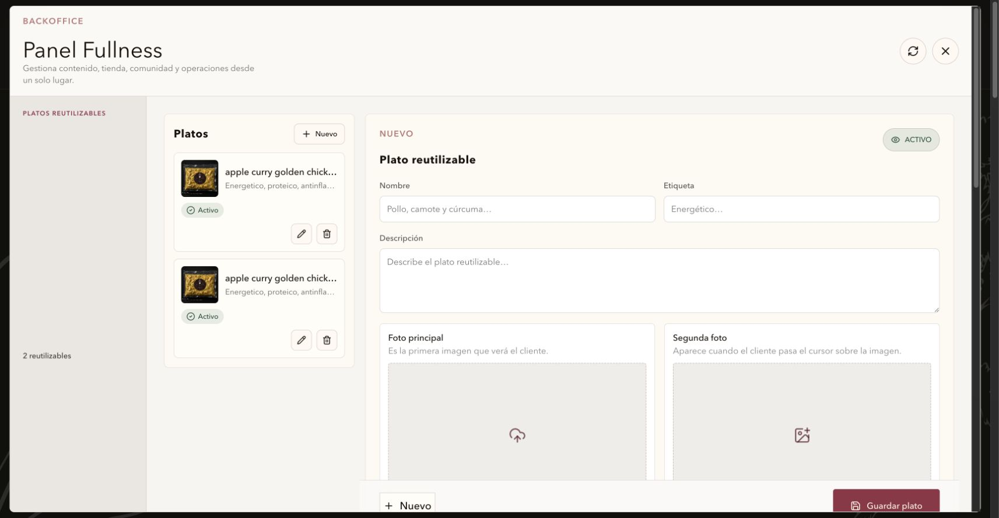 BACKOFFICE
Panel Fullness
Gestiona contenido, tienda, comunidad y operaciones desde
un solo lugar.
PLATOS REUTILIZABLES
2 reutilizables
Platos
Nuevo
apple curry golden chick...
Energetico, proteico, antinfla...
Activo
apple curry golden chick...
Energetico, proteico, antinfla...
Activo
NUEVO
ACTIVO
Plato reutilizable
Nombre
Etiqueta
Pollo, camote y cúrcuma...
Energético...
Descripción
Describe el plato reutilizable...
Foto principal
Es la primera imagen que verá el cliente.
Segunda foto
Aparece cuando el cliente pasa el cursor sobre la imagen.
Nuevo
Guardar plato